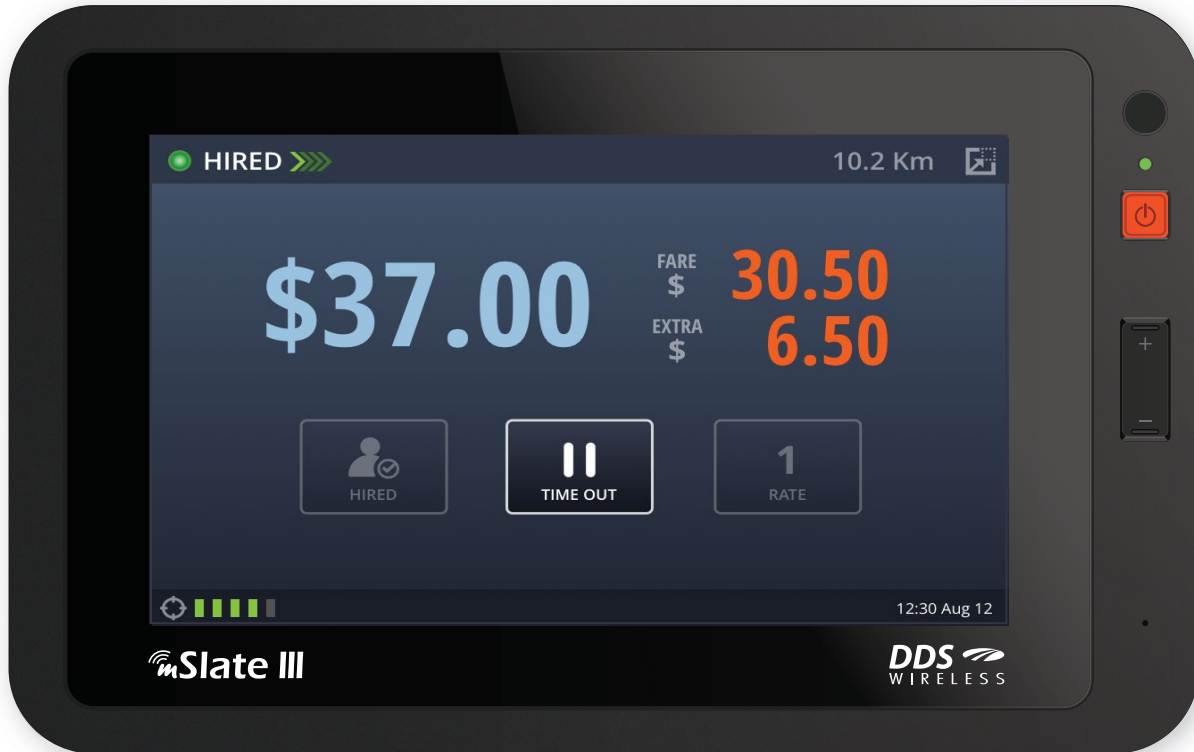 HIRED
10.2 Km
$37.00
FARE
$
30.50
EXTRA
$
6.50
HIRED
TIME OUT
1
RATE
12:30 Aug 12
mSlate III
DDS
WIRELESS